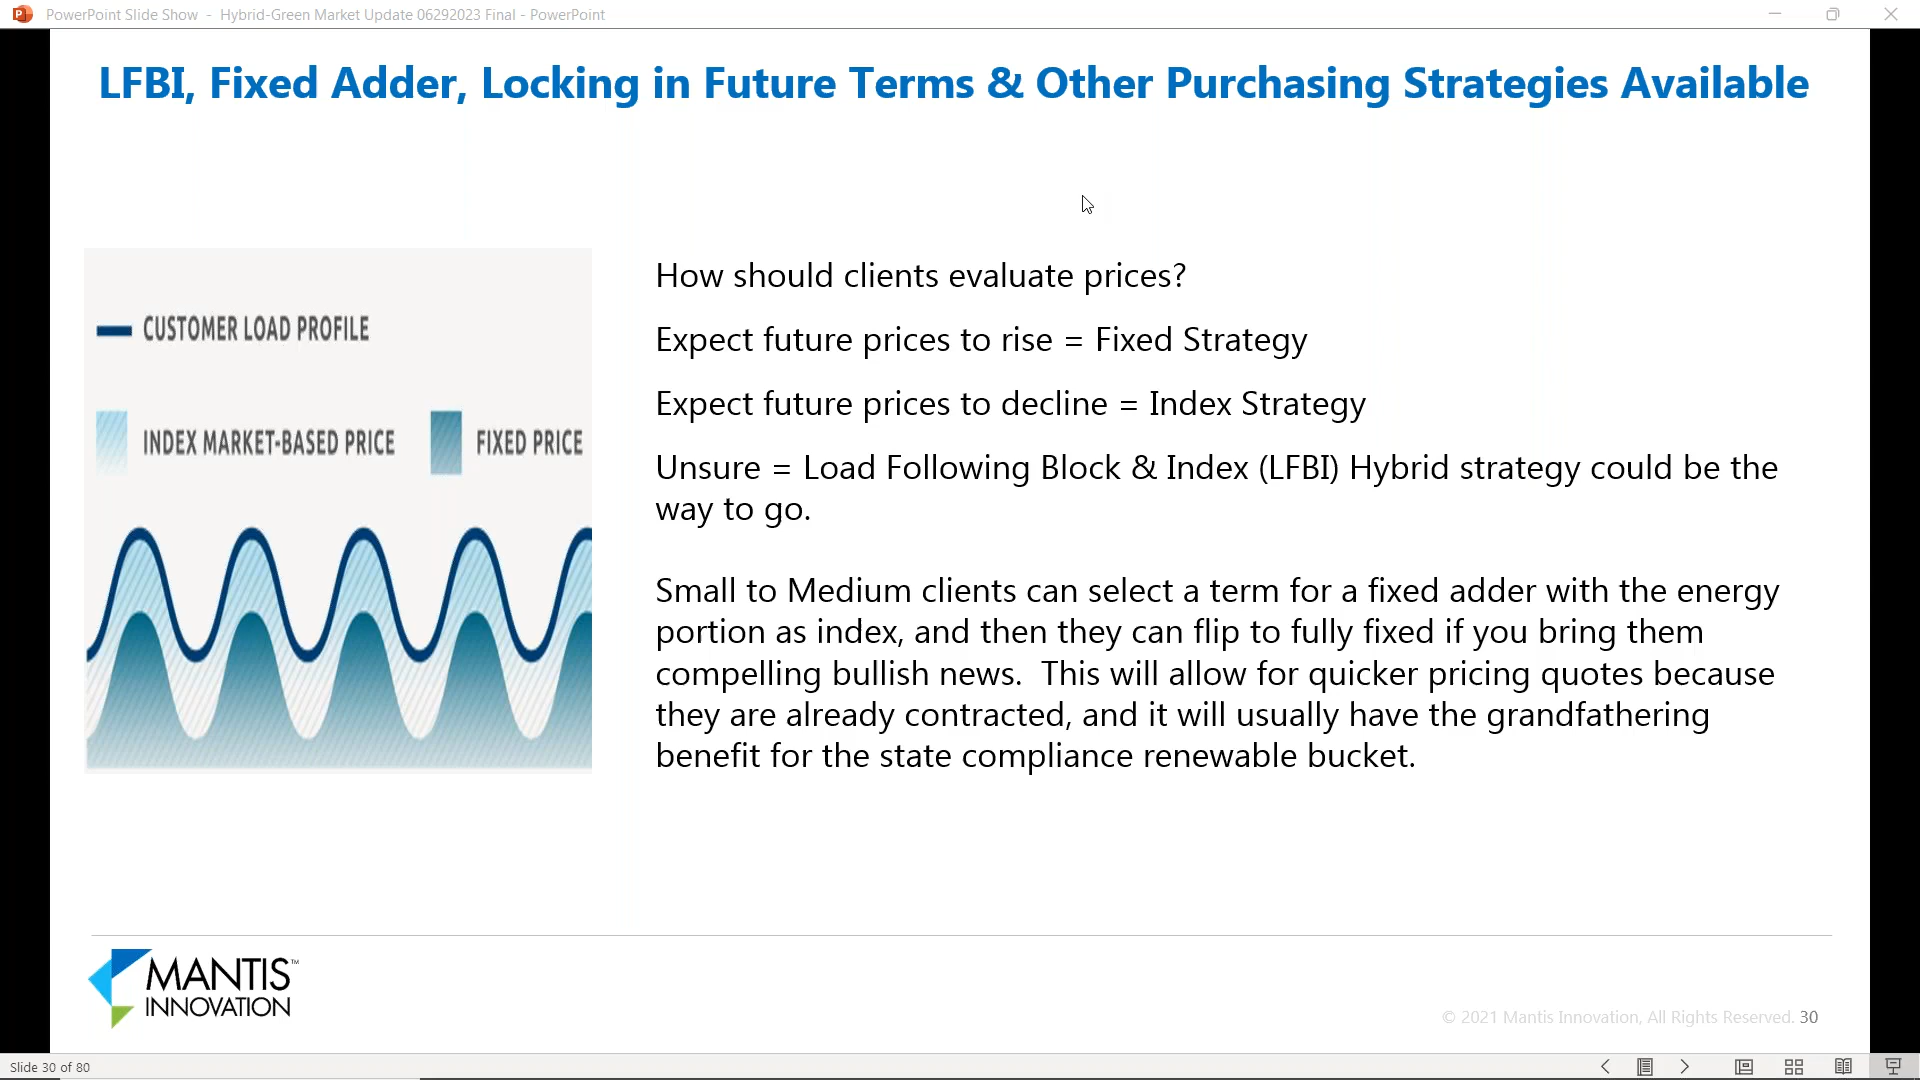 PowerPoint Slide Show - Hybrid-Green Market Update 06292023 Final - PowerPoint
LFBI, Fixed Adder, Locking in Future Terms & Other Purchasing Strategies Available
CUSTOMER LOAD PROFILE
INDEX MARKET-BASED PRICE
FIXED PRICE
How should clients evaluate prices?
Expect future prices to rise = Fixed Strategy
Expect future prices to decline = Index Strategy
Unsure = Load Following Block & Index (LFBI) Hybrid strategy could be the
way to go.
Small to Medium clients can select a term for a fixed adder with the energy
portion as index, and then they can flip to fully fixed if you bring them
compelling bullish news.  This will allow for quicker pricing quotes because
they are already contracted, and it will usually have the grandfathering
benefit for the state compliance renewable bucket.
MANTIS™
INNOVATION
© 2021 Mantis Innovation, All Rights Reserved. 30
Slide 30 of 80